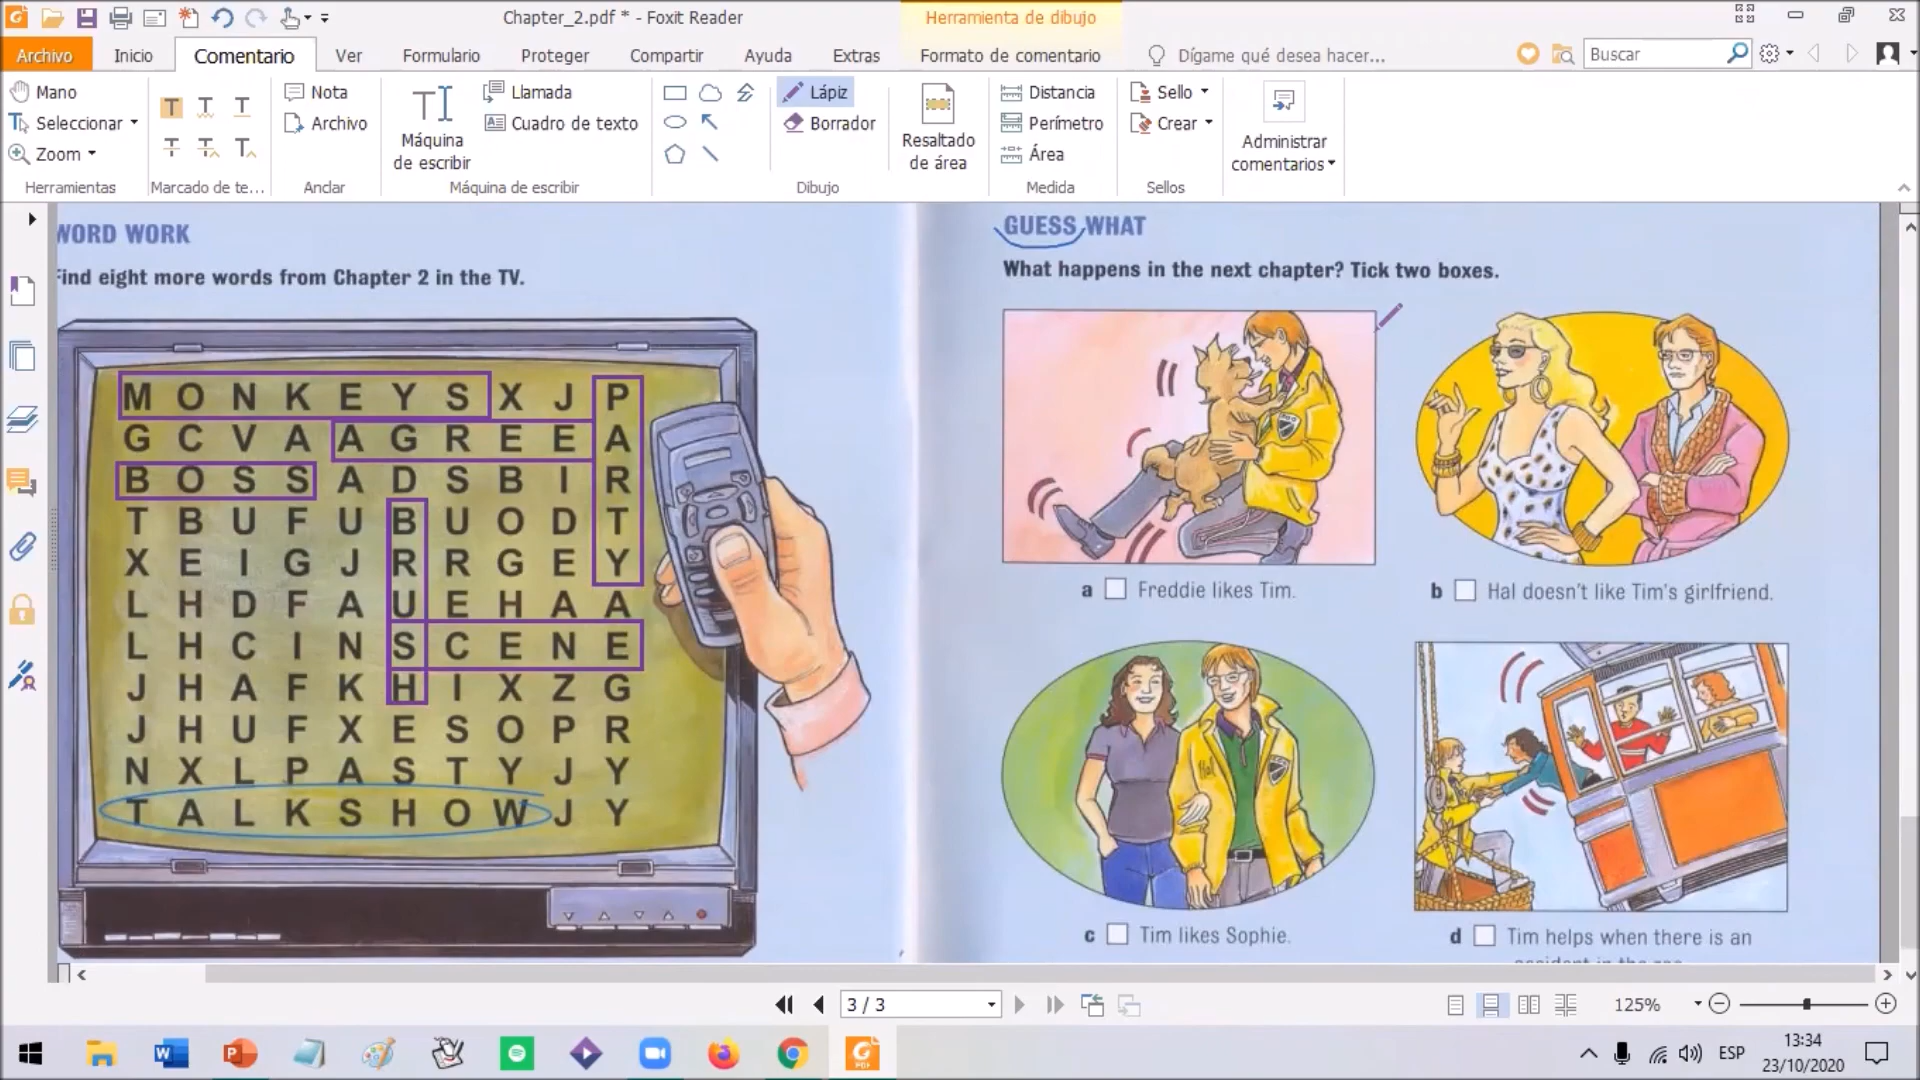 Chapter_2.pdf * - Foxit Reader
Herramienta de dibujo
Archivo Inicio Comentario Ver Formulario Proteger Compartir Ayuda Extras Formato de comentario Dígame qué desea hacer... Buscar
Mano
Seleccionar
Zoom
Herramientas
Marcado de te...
Nota
Archivo
Anclar
Máquina
de escribir
Llamada
Cuadro de texto
Máquina de escribir
Lápiz
Borrador
Dibujo
Resaltado
de área
Distancia
Perímetro
Área
Medida
Sello
Crear
Sellos
Administrar
comentarios
WORD WORK
Find eight more words from Chapter 2 in the TV.
M O N K E Y S X J P
G C V A A G R E E A
B O S S A D S B I R
T B U F U B U O D T
X E I G J R R G E Y
L H D F A U E H A A
L H C I N S C E N E
J H A F K H I X Z G
J H U F X E S O P R
N X L P A S T Y J Y
T A L K S H O W J Y
GUESS WHAT
What happens in the next chapter? Tick two boxes.
a Freddie likes Tim.
b Hal doesn't like Tim's girlfriend.
Hal
c Tim likes Sophie.
d Tim helps when there is an
3 / 3
125%
ESP
13:34
23/10/2020